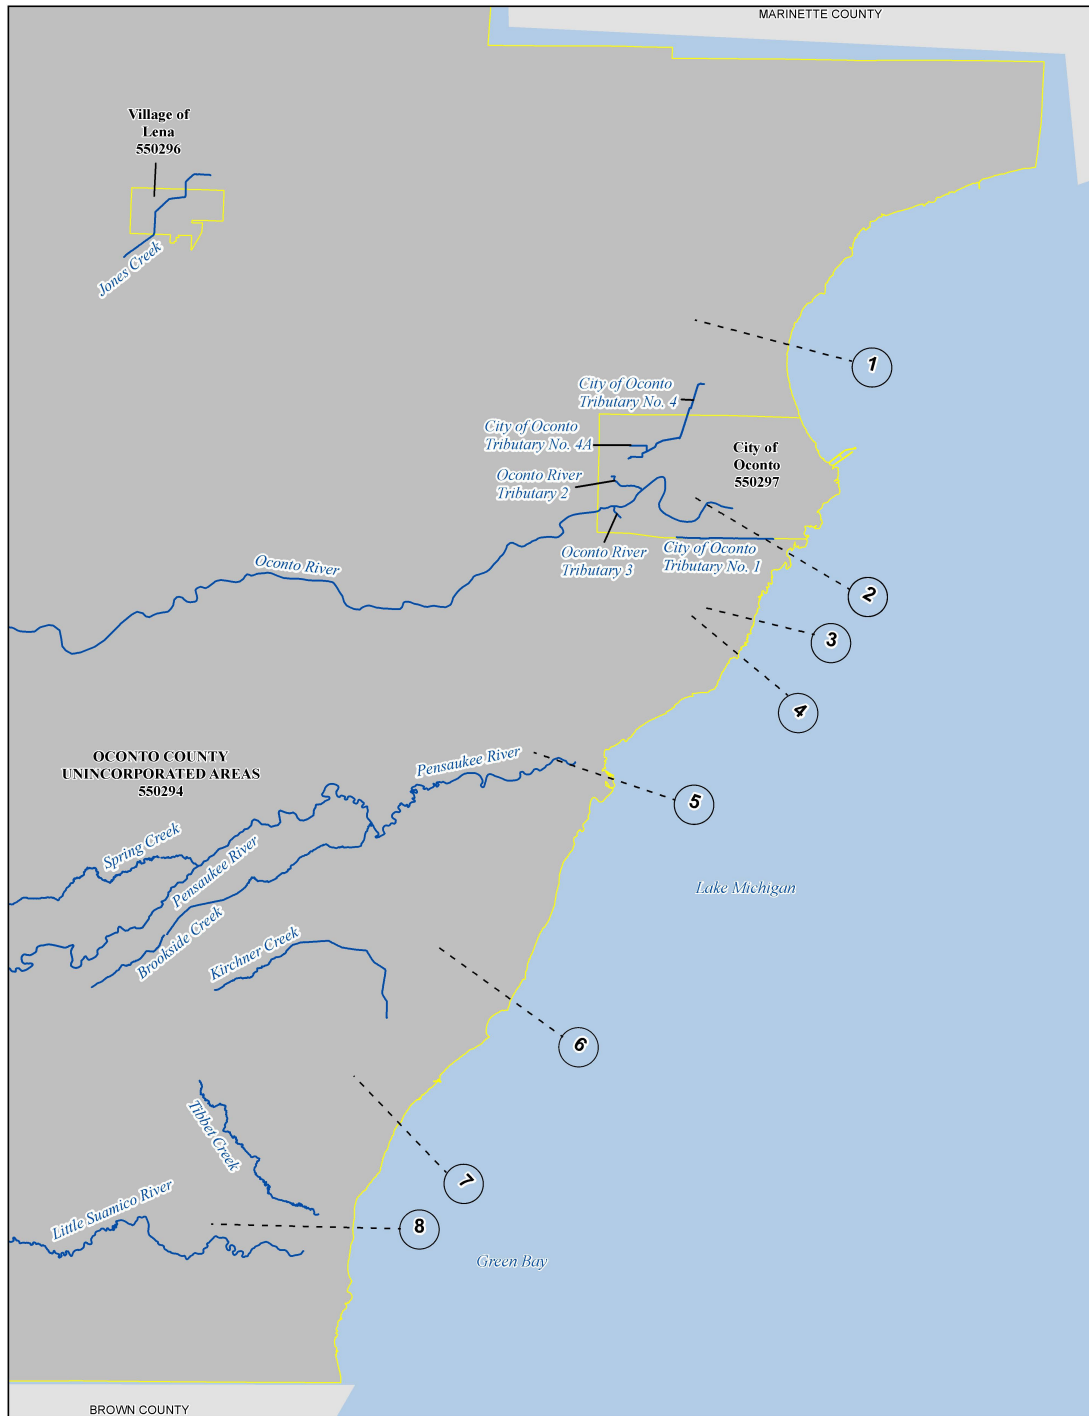 MARINETTE COUNTY
Village of
Lena
550296
Jones Creek
1
City of Oconto
Tributary No. 4
City of Oconto
Tributary No. 4A
City of
Oconto
550297
Oconto River
Tributary 2
Oconto River
Tributary 3
City of Oconto
Tributary No. 1
Oconto River
2
3
4
OCONTO COUNTY
UNINCORPORATED AREAS
550294
Pensaukee River
5
Spring Creek
Pensaukee River
Lake Michigan
Brookside Creek
Kirchner Creek
6
Tibbet Creek
7
Little Suamico River
8
Green Bay
BROWN COUNTY